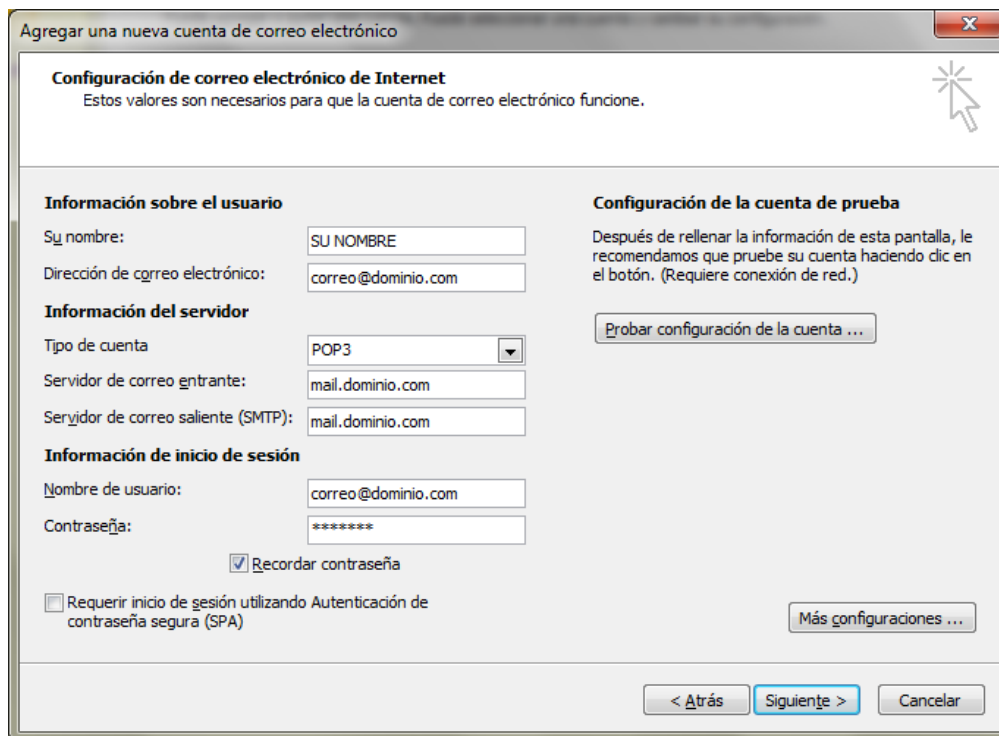 Agregar una nueva cuenta de correo electrónico
Configuración de correo electrónico de Internet
Estos valores son necesarios para que la cuenta de correo electrónico funcione.
Información sobre el usuario
Su nombre:
SU NOMBRE
Dirección de correo electrónico:
correo@dominio.com
Información del servidor
Tipo de cuenta
POP3
Servidor de correo entrante:
mail.dominio.com
Servidor de correo saliente (SMTP):
mail.dominio.com
Información de inicio de sesión
Nombre de usuario:
correo@dominio.com
Contraseña:
*******
Recordar contraseña
Requerir inicio de sesión utilizando Autenticación de
contraseña segura (SPA)
Configuración de la cuenta de prueba
Después de rellenar la información de esta pantalla, le
recomendamos que pruebe su cuenta haciendo clic en
el botón. (Requiere conexión de red.)
Probar configuración de la cuenta ...
Más configuraciones ...
< Atrás
Siguiente >
Cancelar